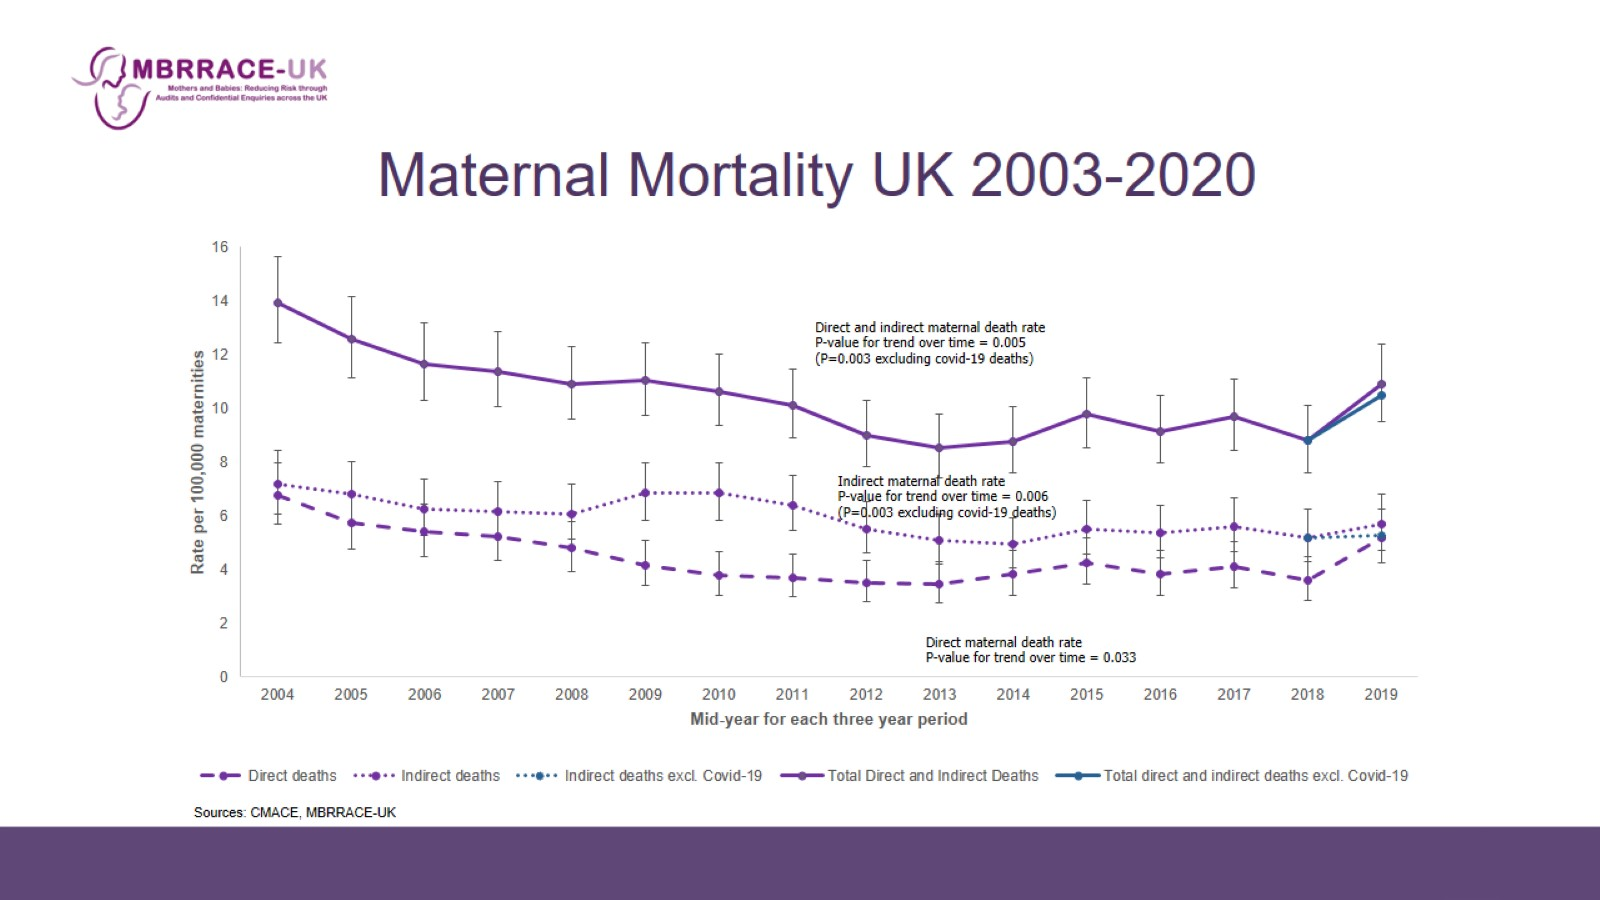 MBRRACE-UK
Mothers and Babies: Reducing Risk through
Audits and Confidential Enquiries across the UK
Maternal Mortality UK 2003-2020
Rate per 100,000 maternities
16
14
12
10
8
6
4
2
0
Direct and indirect maternal death rate
P-value for trend over time = 0.005
(P=0.003 excluding covid-19 deaths)
Indirect maternal death rate
P-value for trend over time = 0.006
(P=0.003 excluding covid-19 deaths)
Direct maternal death rate
P-value for trend over time = 0.033
2004 2005 2006 2007 2008 2009 2010 2011 2012 2013 2014 2015 2016 2017 2018 2019
Mid-year for each three year period
Direct deaths Indirect deaths Indirect deaths excl. Covid-19 Total Direct and Indirect Deaths Total direct and indirect deaths excl. Covid-19
Sources: CMACE, MBRRACE-UK